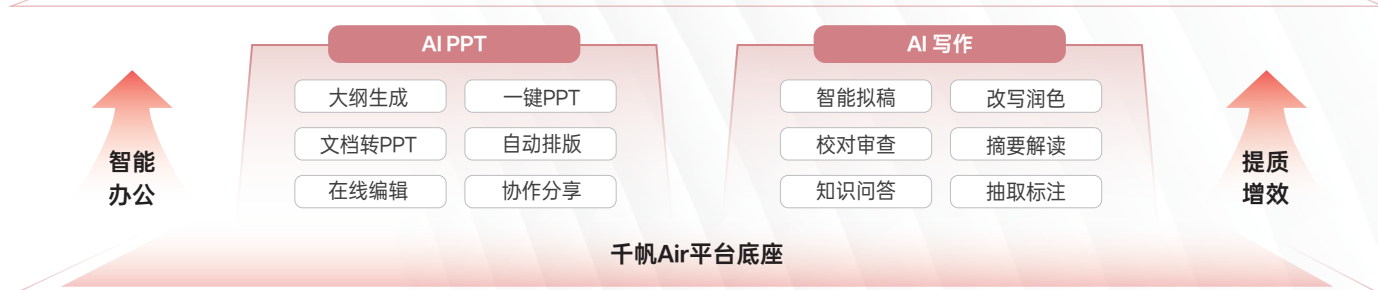 AI PPT
AI 写作
大纲生成
一键PPT
智能拟稿
改写润色
文档转PPT
自动排版
校对审查
摘要解读
在线编辑
协作分享
知识问答
抽取标注
智能
办公
提质
增效
千帆Air平台底座